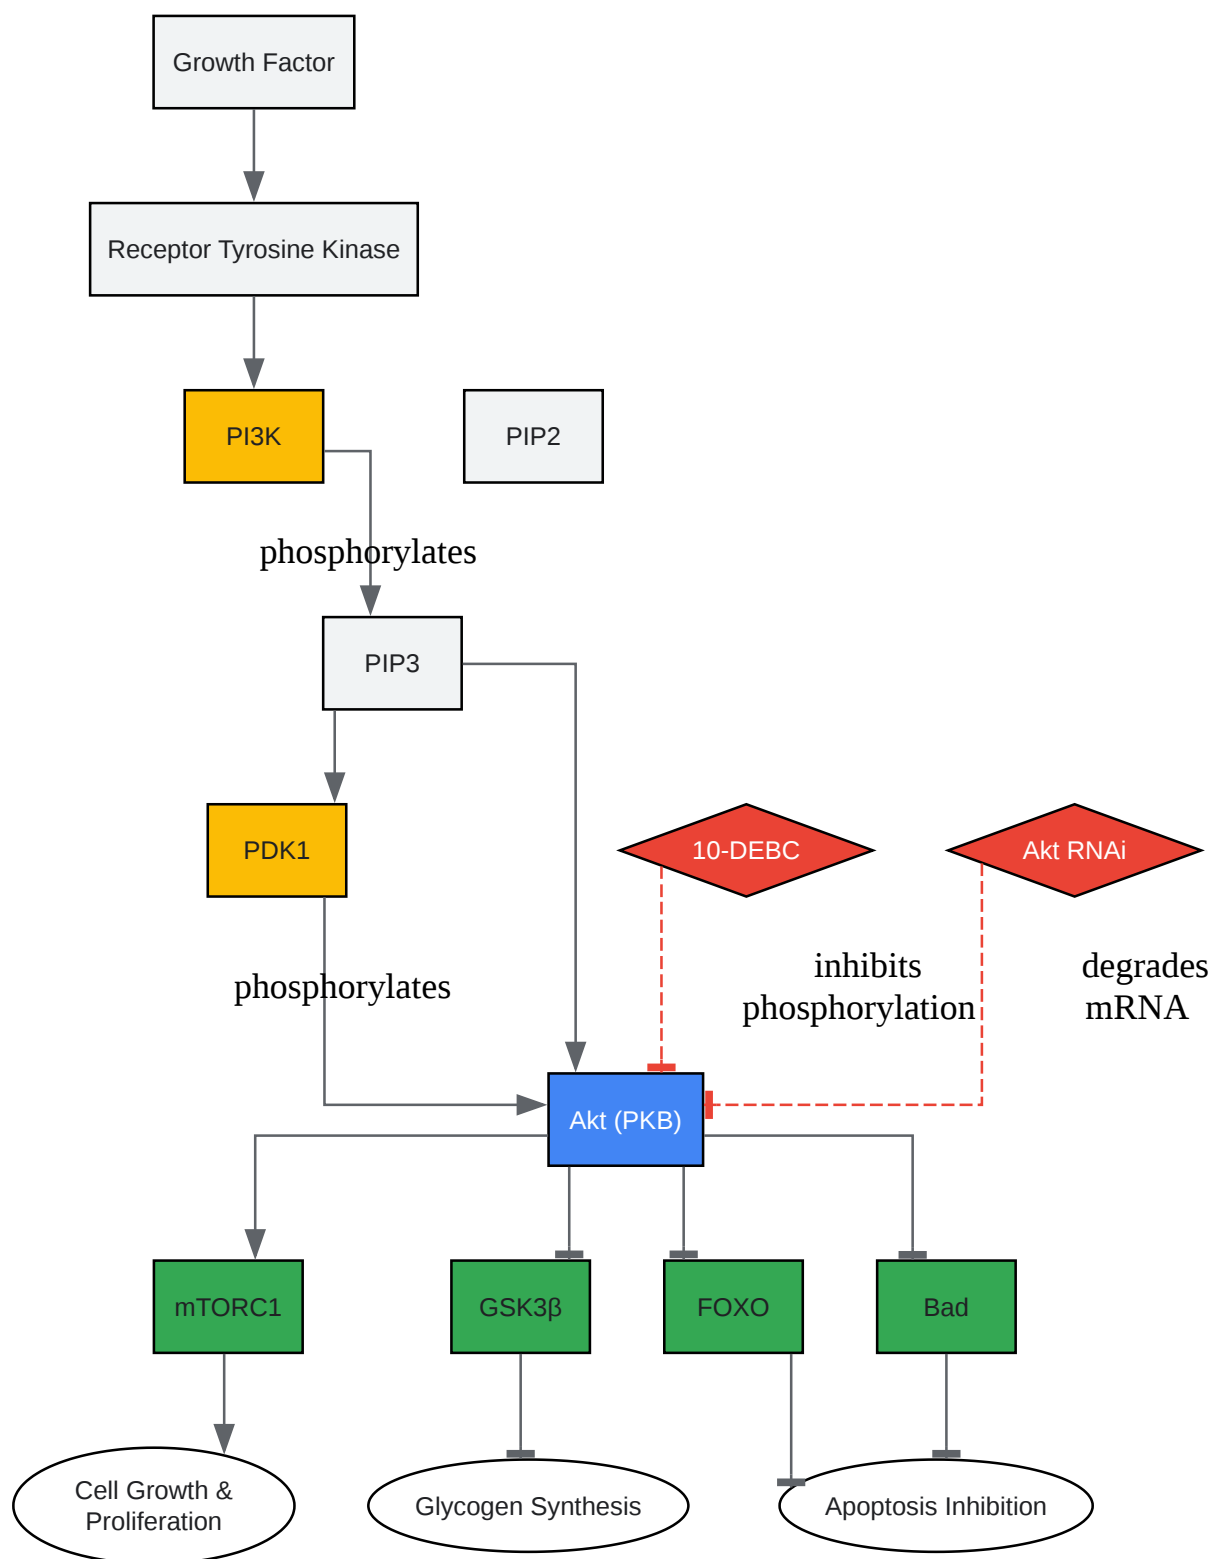 Growth Factor
Receptor Tyrosine Kinase
PI3K
PIP2
phosphorylates
PIP3
PDK1
10-DEBC
Akt RNAi
phosphorylates
inhibits
phosphorylation
degrades
mRNA
Akt (PKB)
mTORC1
GSK3β
FOXO
Bad
Cell Growth &
Proliferation
Glycogen Synthesis
Apoptosis Inhibition